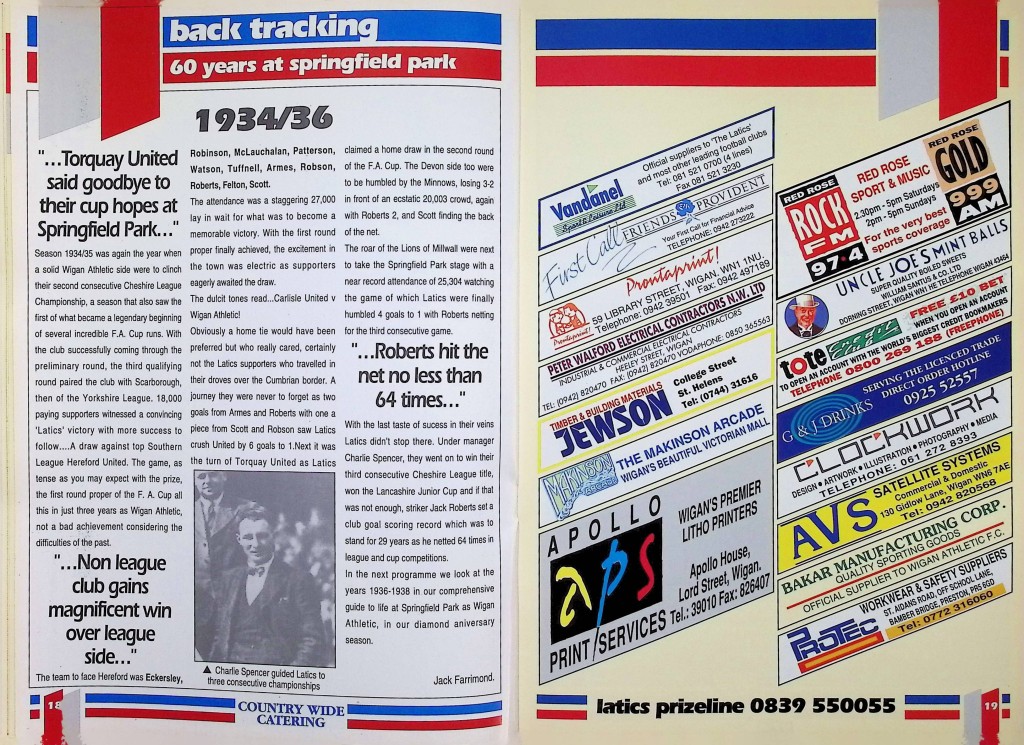 back tracking
60 years at springfield park
1934/36
"...Torquay United
said goodbye to
their cup hopes at
Springfield Park..."
Season 1934/35 was again the year when
a solid Wigan Athletic side were to clinch
their second consecutive Cheshire League
Championship, a season that also saw the
first of what became a legendary beginning
of several incredible F.A. Cup runs. With
the club successfully coming through the
preliminary round, the third qualifying
round paired the club with Scarborough,
then of the Yorkshire League. 18,000
paying supporters witnessed a convincing
'Latics' victory with more success to
follow....A draw against top Southern
League Hereford United. The game, as
tense as you may expect with the prize,
the first round proper of the F. A. Cup all
this in just three years as Wigan Athletic,
not a bad achievement considering the
difficulties of the past.
"...Non league
club gains
magnificent win
over league
side..."
The team to face Hereford was Eckersley,
Robinson, McLauchalan, Patterson,
Watson, Tuffnell, Armes, Robson,
Roberts, Felton, Scott.
The attendance was a staggering 27,000
lay in wait for what was to become a
memorable victory. With the first round
proper finally achieved, the excitement in
the town was electric as supporters
eagerly awaited the draw.
The dulcit tones read...Carlisle United v
Wigan Athletic!
Obviously a home tie would have been
preferred but who really cared, certainly
not the Latics supporters who travelled in
their droves over the Cumbrian border. A
journey they were never to forget as two
goals from Armes and Roberts with one a
piece from Scott and Robson saw Latics
crush United by 6 goals to 1.Next it was
the turn of Torquay United as Latics
▲ Charlie Spencer guided Latics to
three consecutive championships
claimed a home draw in the second round
of the F.A. Cup. The Devon side too were
to be humbled by the Minnows, losing 3-2
in front of an ecstatic 20,003 crowd, again
with Roberts 2, and Scott finding the back
of the net.
The roar of the Lions of Millwall were next
to take the Springfield Park stage with a
near record attendance of 25,304 watching
the game of which Latics were finally
humbled 4 goals to 1 with Roberts netting
for the third consecutive game.
"...Roberts hit the
net no less than
64 times..."
With the last taste of sucess in their veins
Latics didn't stop there. Under manager
Charlie Spencer, they went on to win their
third consecutive Cheshire League title,
won the Lancashire Junior Cup and if that
was not enough, striker Jack Roberts set a
club goal scoring record which was to
stand for 29 years as he netted 64 times in
league and cup competitions.
In the next programme we look at the
years 1936-1938 in our comprehensive
guide to life at Springfield Park as Wigan
Athletic, in our diamond aniversary
season.
Jack Farrimond.
18
COUNTRY WIDE
CATERING
Vandanel
Sport & Leisure Ltd
Official suppliers to 'The Latics'
and most other leading football clubs
Tel: 081 521 0700 (4 lines)
Fax 081 521 3230
First Call
FRIENDS PROVIDENT
Your First Call for Financial Advice
TELEPHONE: 0942 273222
Prontaprint!
Prontaprint!
59 LIBRARY STREET, WIGAN. WN1 1NU.
Telephone: 0942 39501 Fax: 0942 497189
PETER WALFORD ELECTRICAL CONTRACTORS N.W. LTD
INDUSTRIAL & COMMERCIAL ELECTRICAL CONTRACTORS
HEELEY STREET, WIGAN
TEL: (0942) 820470 FAX: (0942) 820470 VODAPHONE: 0850 365563
TIMBER & BUILDING MATERIALS
JEWSON
College Street
St. Helens
Tel: (0744) 31616
MAKINSON
ARCADE
THE MAKINSON ARCADE
WIGAN'S BEAUTIFUL VICTORIAN MALL
APOLLO
aps
PRINT/SERVICES
WIGAN'S PREMIER
LITHO PRINTERS
Apollo House,
Lord Street, Wigan.
Tel.: 39010 Fax: 826407
RED ROSE
ROCK
FM
97·4
RED ROSE
SPORT & MUSIC
2.30pm - 5pm Saturdays
2pm - 5pm Sundays
For the very best
sports coverage
RED ROSE
GOLD
999
AM
UNCLE JOE'S MINT BALLS
SUPER QUALITY BOILED SWEETS
WILLIAM SANTUS & CO. LTD
DORNING STREET, WIGAN WH1 HE TELEPHONE WIGAN 43464
tote
FREE £10 BET
WHEN YOU OPEN AN ACCOUNT
TO OPEN AN ACCOUNT WITH THE WORLD'S BIGGEST CREDIT BOOKMAKERS
TELEPHONE 0800 269 188 (FREEPHONE)
G & J DRINKS
SERVING THE LICENCED TRADE
DIRECT ORDER HOTLINE
0925 52557
CLOCKWORK
DESIGN • ARTWORK • ILLUSTRATION • PHOTOGRAPHY • MEDIA
TELEPHONE: 061 272 8393
AVS
SATELLITE SYSTEMS
Commercial & Domestic
130 Gidlow Lane, Wigan WN6 7AE
Tel: 0942 820568
BAKAR MANUFACTURING CORP.
QUALITY SPORTING GOODS
OFFICIAL SUPPLIER TO WIGAN ATHLETIC F.C.
PROTEC
WORKWEAR & SAFETY SUPPLIERS
ST. AIDANS ROAD, OFF SCHOOL LANE,
BAMBER BRIDGE, PRESTON, PR5 6GD
Tel: 0772 316060
latics prizeline 0839 550055
19